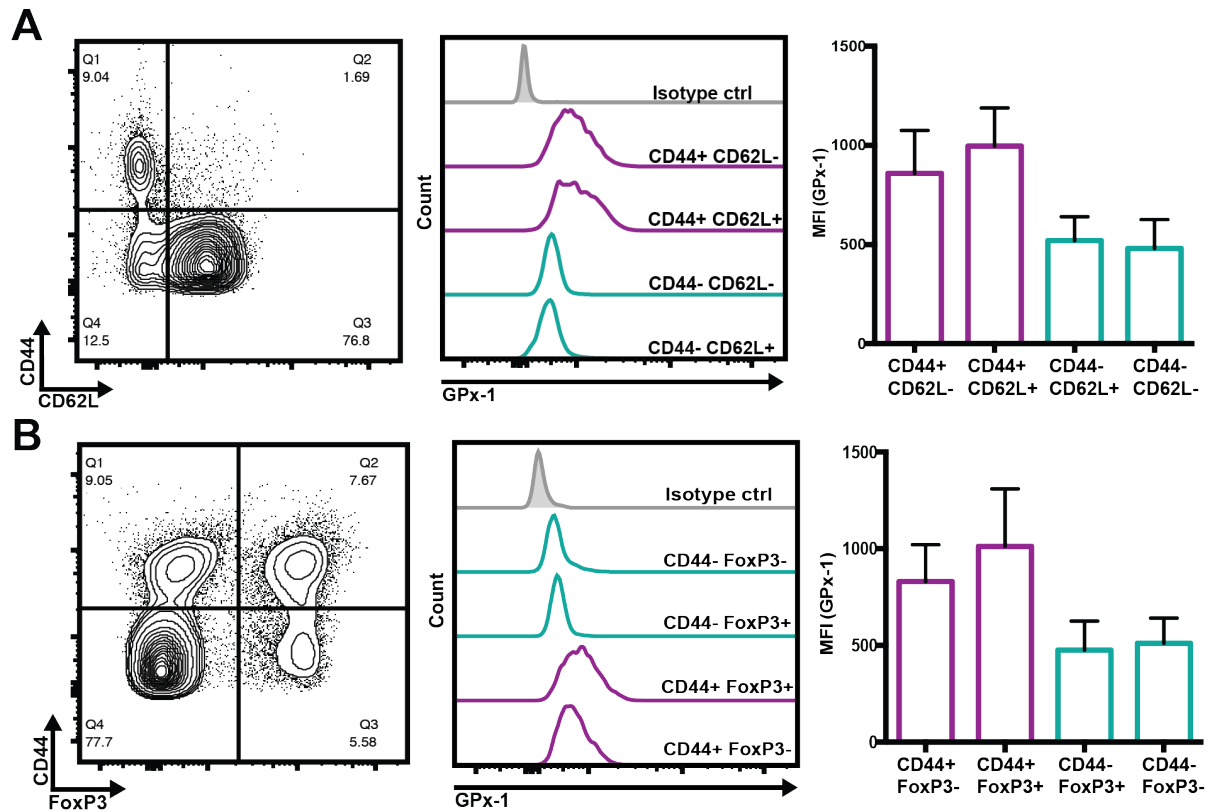 A
Q1
9.04
Q2
1.69
Q4
12.5
Q3
76.8
CD44
CD62L
Count
Isotype ctrl
CD44+ CD62L-
CD44+ CD62L+
CD44- CD62L-
CD44- CD62L+
GPx-1
MFI (GPx-1)
1500
1000
500
0
CD44+
CD62L-
CD44+
CD62L+
CD44-
CD62L+
CD44-
CD62L-
B
Q1
9.05
Q2
7.67
Q4
77.7
Q3
5.58
CD44
FoxP3
Count
Isotype ctrl
CD44- FoxP3-
CD44- FoxP3+
CD44+ FoxP3+
CD44+ FoxP3-
GPx-1
MFI (GPx-1)
1500
1000
500
0
CD44+
FoxP3-
CD44+
FoxP3+
CD44-
FoxP3+
CD44-
FoxP3-